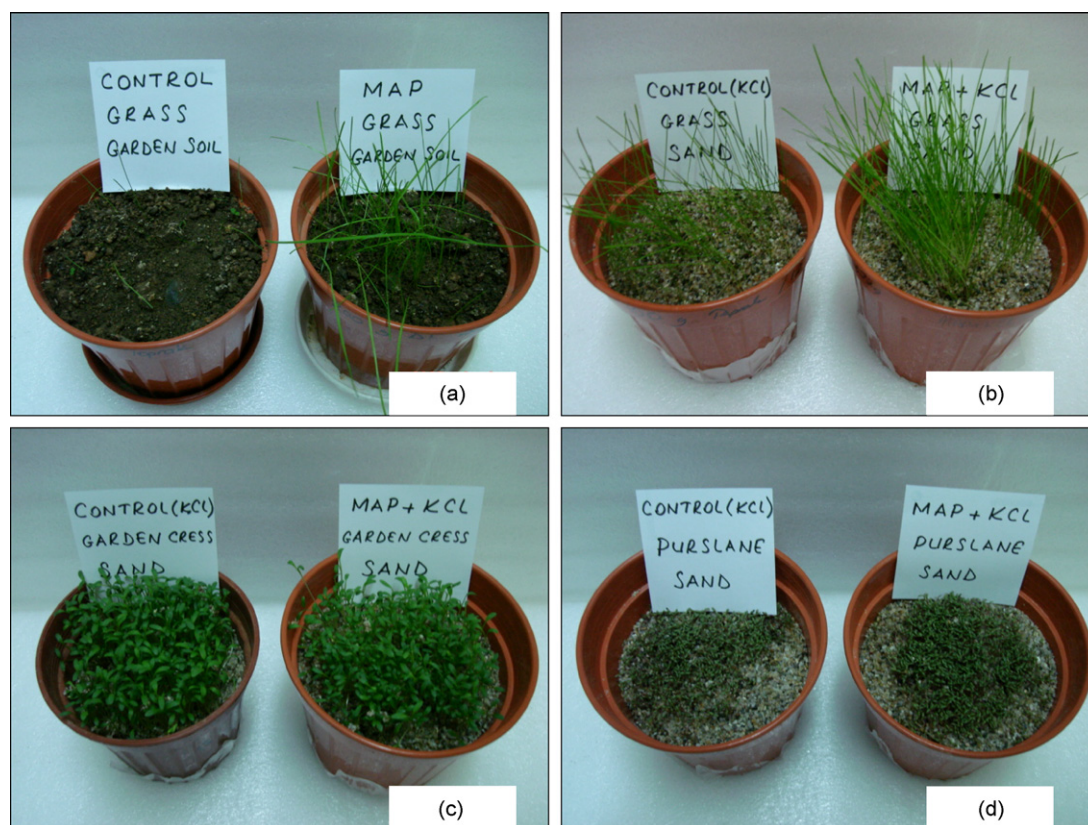 CONTROL
GRASS
GARDEN SOIL
MAP
GRASS
GARDEN SOIL
(a)
CONTROL(KCL)
GRASS
SAND
MAP + KCL
GRASS
SAND
(b)
CONTROL(KCL)
GARDEN CRESS
SAND
MAP + KCL
GARDEN CRESS
SAND
(c)
CONTROL(KCL)
PURSLANE
SAND
MAP + KCL
PURSLANE
SAND
(d)